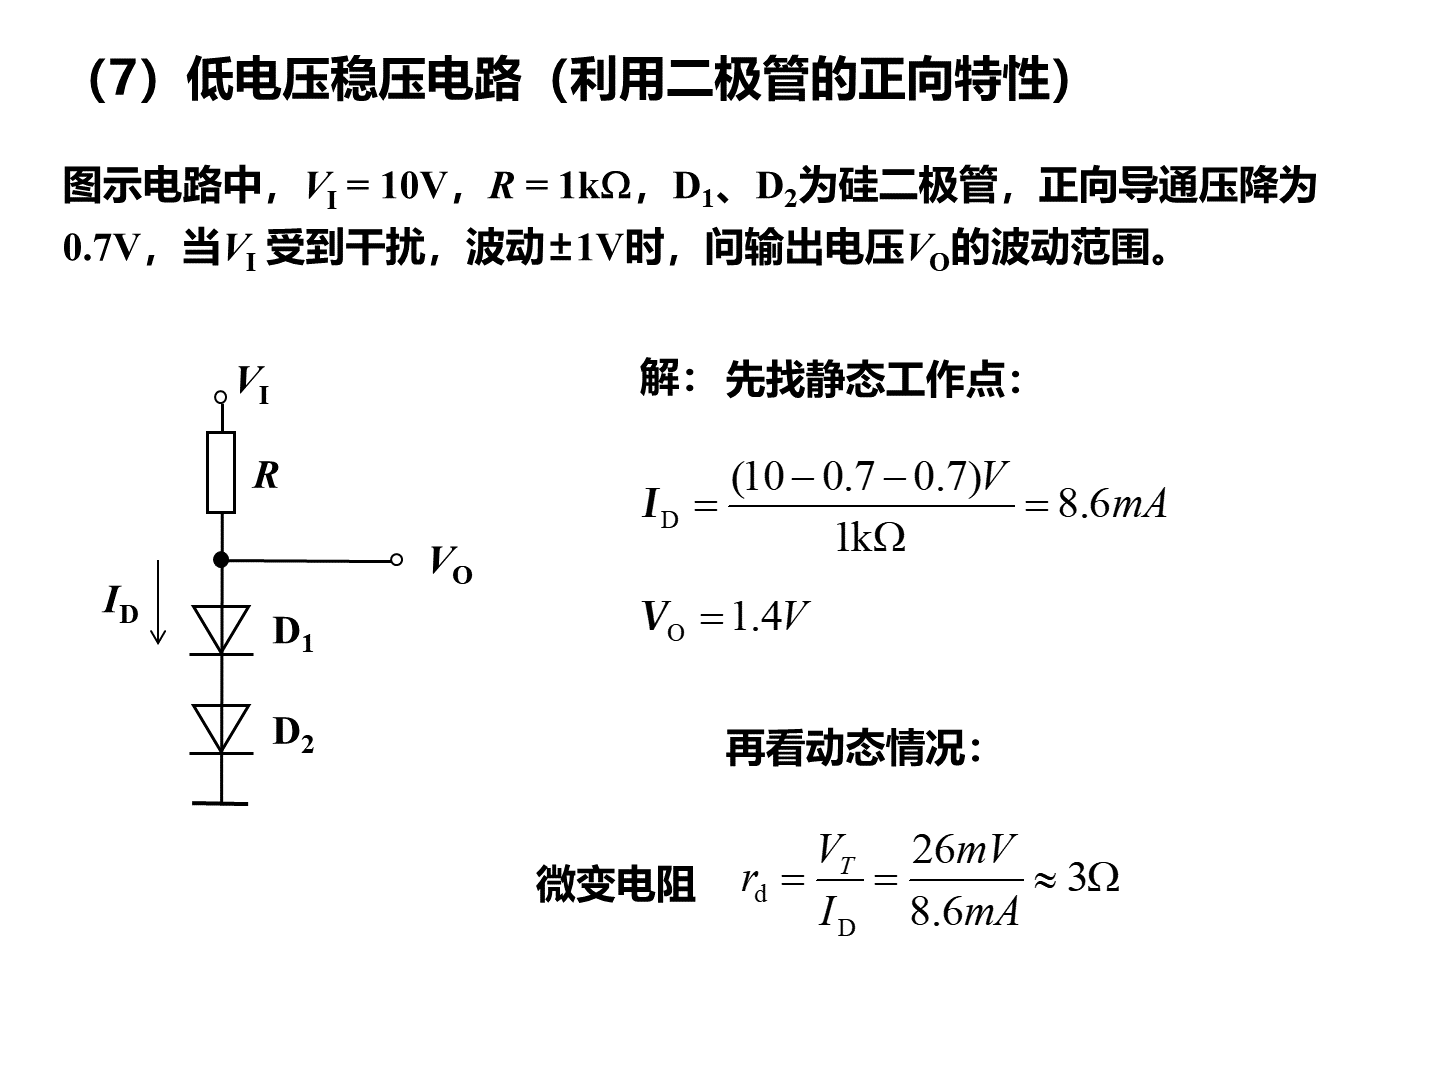 （7）低电压稳压电路（利用二极管的正向特性）
图示电路中，VI = 10V，R = 1kΩ，D1、D2为硅二极管，正向导通压降为
0.7V，当VI 受到干扰，波动±1V时，问输出电压VO的波动范围。
VI
R
VO
ID
D1
D2
解：先找静态工作点：
ID = (10 − 0.7 − 0.7)V / 1kΩ = 8.6mA
VO = 1.4V
再看动态情况：
微变电阻 rd = VT / ID = 26mV / 8.6mA ≈ 3Ω